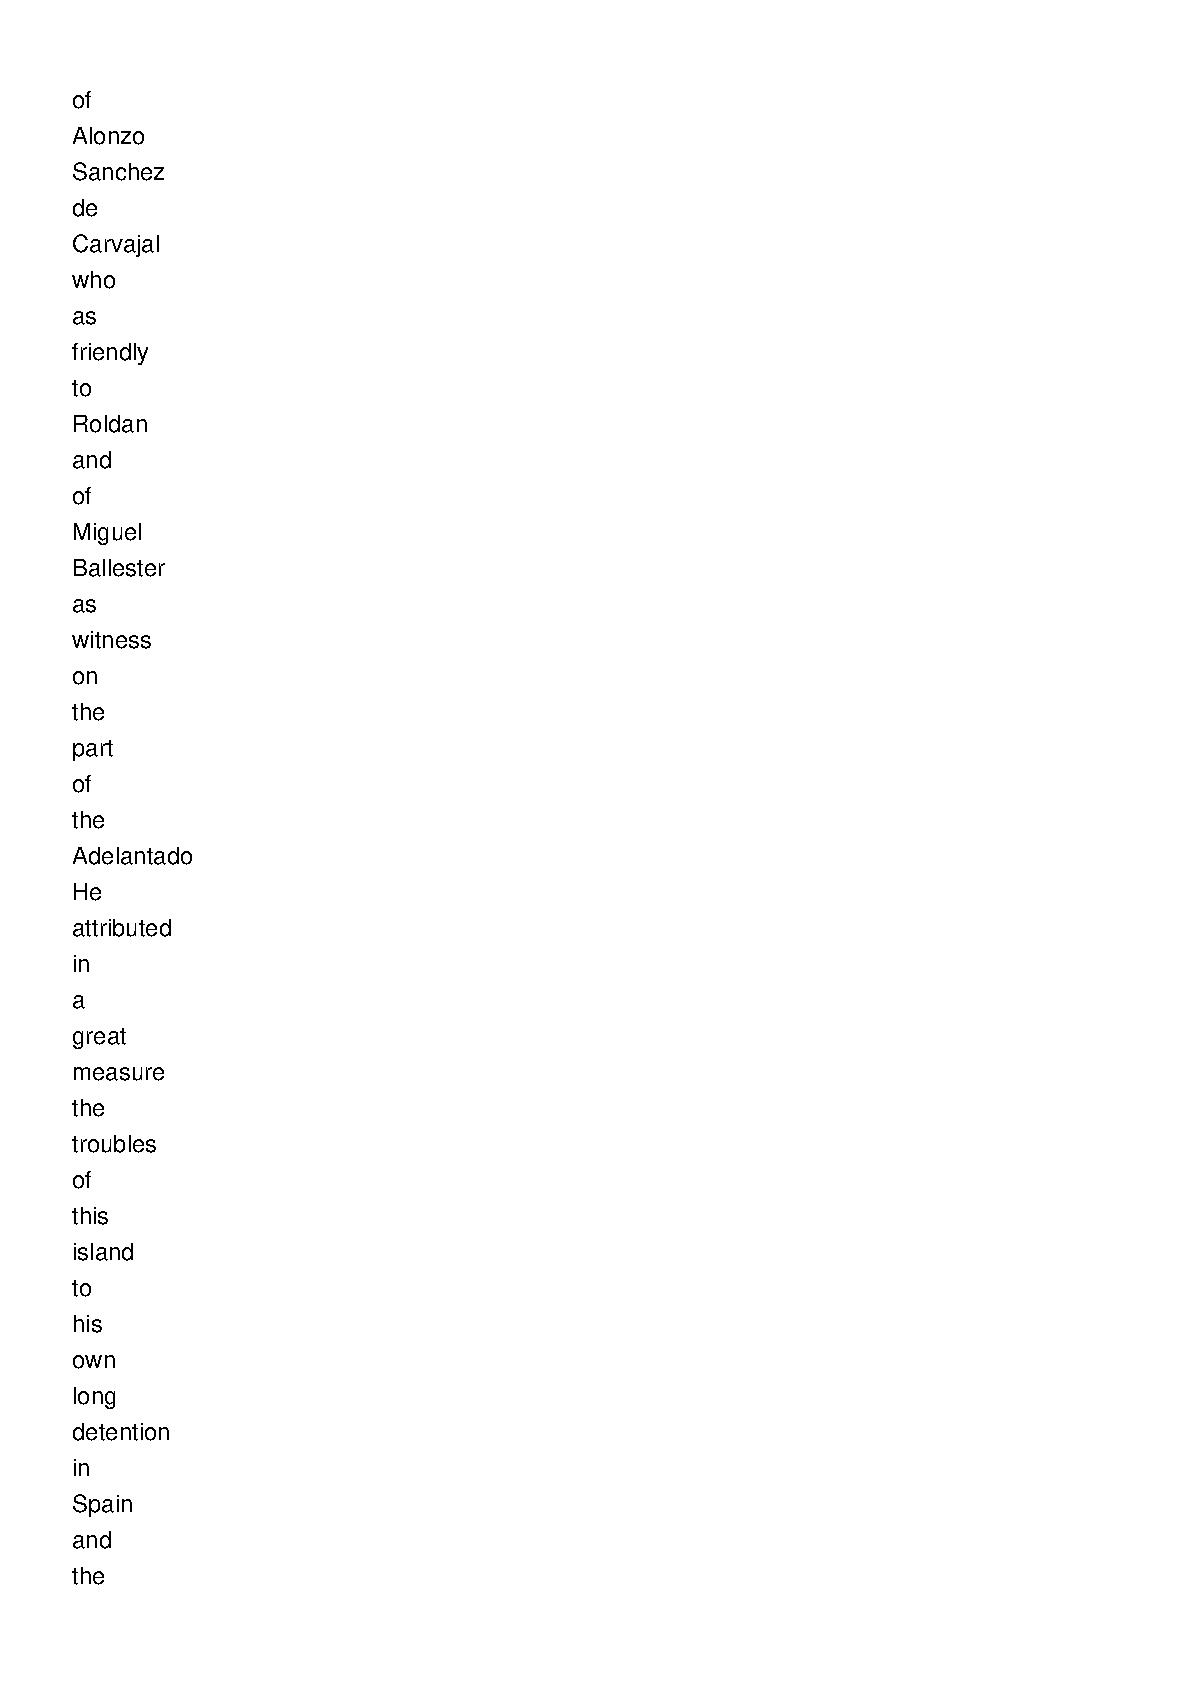 of
Alonzo
Sanchez
de
Carvajal
who
as
friendly
to
Roldan
and
of
Miguel
Ballester
as
witness
on
the
part
of
the
Adelantado
He
attributed
in
a
great
measure
the
troubles
of
this
island
to
his
own
long
detention
in
Spain
and
the